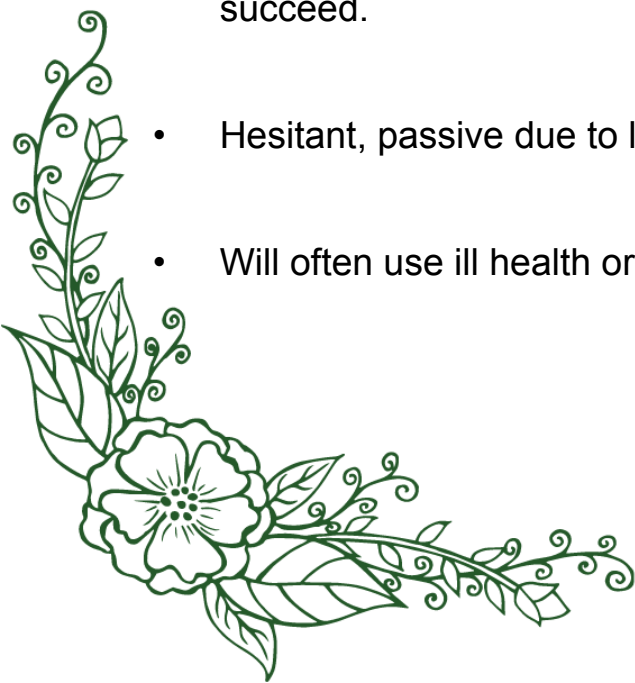 succeed.
• Hesitant, passive due to
• Will often use ill health or